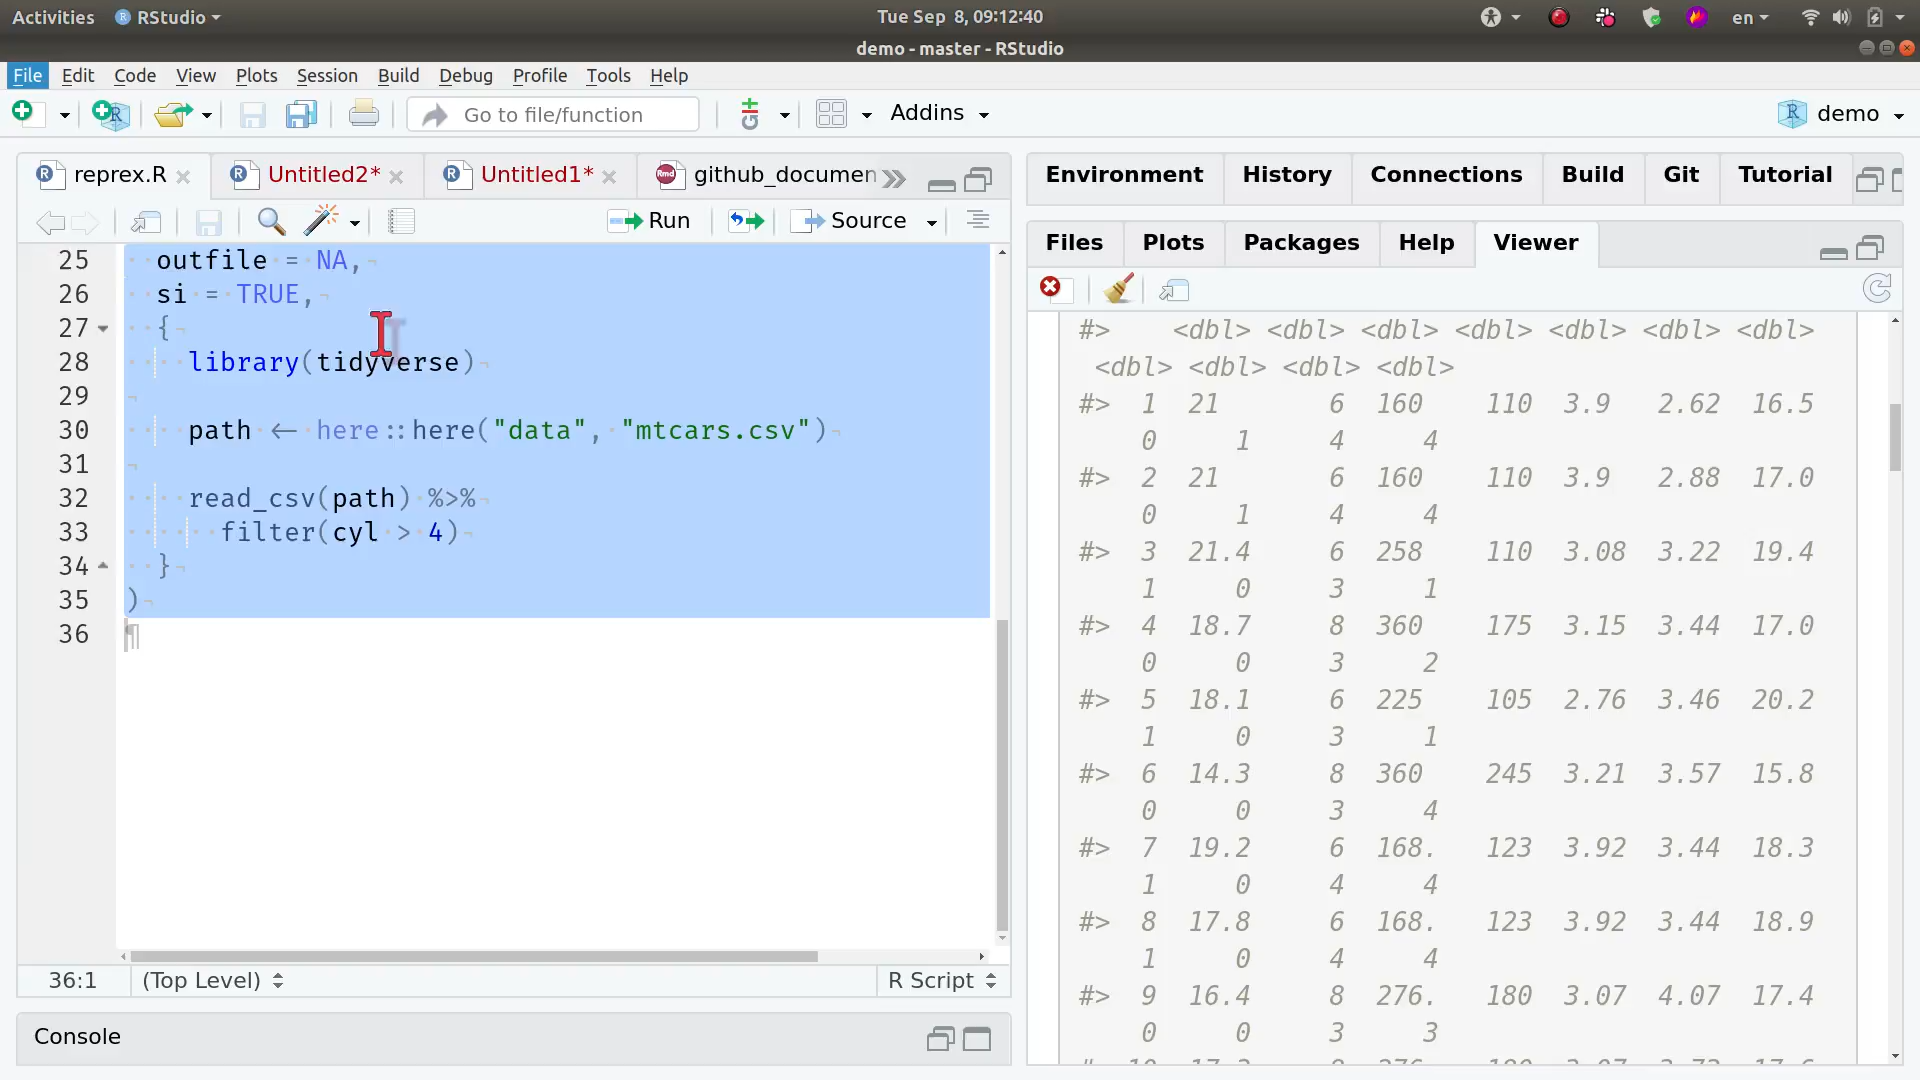 Activities RStudio Tue Sep 8, 09:12:40 en
demo - master - RStudio
File Edit Code View Plots Session Build Debug Profile Tools Help
Go to file/function Addins demo
reprex.R Untitled2* Untitled1* github_documen
Run Source
25 outfile = NA,
26 si = TRUE,
27 {
28 library(tidyverse)
29
30 path <- here::here("data", "mtcars.csv")
31
32 read_csv(path) %>%
33 filter(cyl > 4)
34 }
35 )
36
36:1 (Top Level) R Script
Console
Environment History Connections Build Git Tutorial
Files Plots Packages Help Viewer
#> <dbl> <dbl> <dbl> <dbl> <dbl> <dbl> <dbl>
<dbl> <dbl> <dbl> <dbl>
#> 1 21 6 160 110 3.9 2.62 16.5
0 1 4 4
#> 2 21 6 160 110 3.9 2.88 17.0
0 1 4 4
#> 3 21.4 6 258 110 3.08 3.22 19.4
1 0 3 1
#> 4 18.7 8 360 175 3.15 3.44 17.0
0 0 3 2
#> 5 18.1 6 225 105 2.76 3.46 20.2
1 0 3 1
#> 6 14.3 8 360 245 3.21 3.57 15.8
0 0 3 4
#> 7 19.2 6 168. 123 3.92 3.44 18.3
1 0 4 4
#> 8 17.8 6 168. 123 3.92 3.44 18.9
1 0 4 4
#> 9 16.4 8 276. 180 3.07 4.07 17.4
0 0 3 3